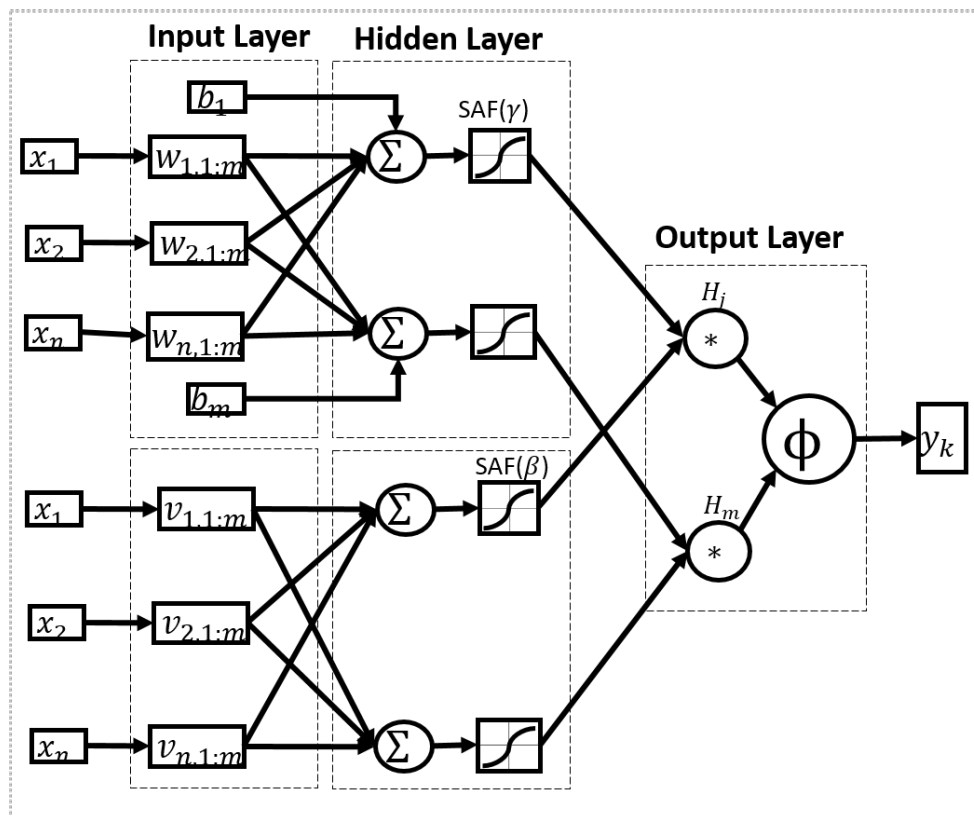 Input Layer
Hidden Layer
b₁
SAF(γ)
x₁
w₁,₁:ₘ
Σ
x₂
w₂,₁:ₘ
xₙ
wₙ,₁:ₘ
Σ
bₘ
Output Layer
Hⱼ
*
ϕ
yₖ
Hₘ
*
SAF(β)
x₁
v₁,₁:ₘ
Σ
x₂
v₂,₁:ₘ
xₙ
vₙ,₁:ₘ
Σ